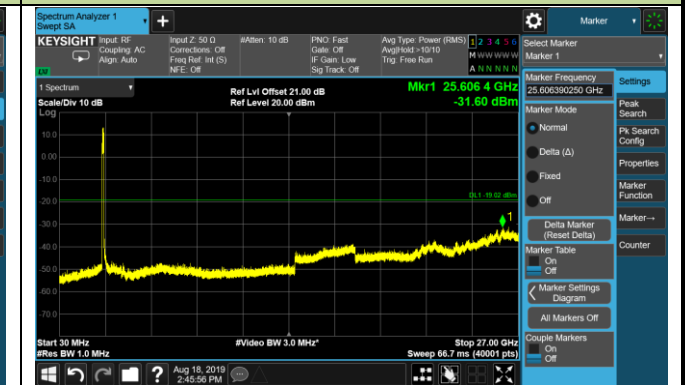 Spectrum Analyzer 1
Swept SA
Marker
KEYSIGHT
Input: RF
Coupling: AC
Align: Auto
Input Z: 50 Ω
Corrections: Off
Freq Ref: Int (S)
NFE: Off
#Atten: 10 dB
PNO: Fast
Gate: Off
IF Gain: Low
Sig Track: Off
Avg Type: Power (RMS)
Avg|Hold:>10/10
Trig: Free Run
1 2 3 4 5 6
M W W W W W
A N N N N N
Select Marker
Marker 1
1 Spectrum
Scale/Div 10 dB
Log
Ref Lvl Offset 21.00 dB
Ref Level 20.00 dBm
Mkr1 25.606 4 GHz
-31.60 dBm
10.0
0.00
-10.0
-20.0
-30.0
-40.0
-50.0
-60.0
-70.0
DL1 -19.02 dBm
1
Start 30 MHz
#Res BW 1.0 MHz
#Video BW 3.0 MHz*
Stop 27.00 GHz
Sweep 66.7 ms (40001 pts)
Marker Frequency
25.606390250 GHz
Marker Mode
Normal
Delta (Δ)
Fixed
Off
Delta Marker
(Reset Delta)
Marker Table
On
Off
Marker Settings
Diagram
All Markers Off
Couple Markers
On
Off
Settings
Peak
Search
Pk Search
Config
Properties
Marker
Function
Marker→
Counter
?
Aug 18, 2019
2:45:56 PM